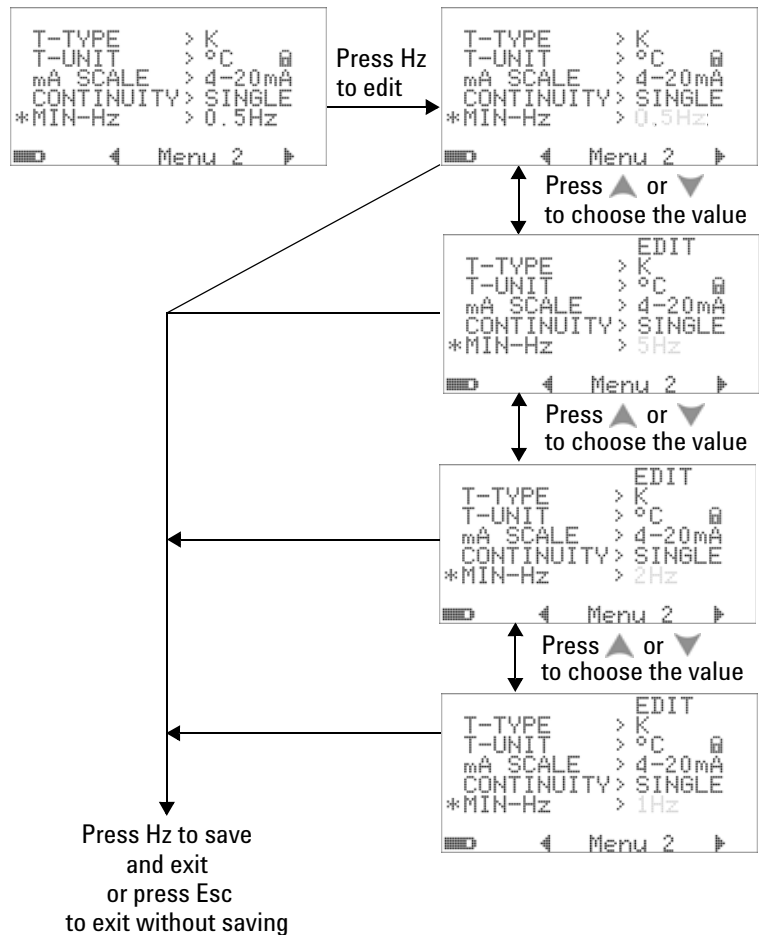 T-TYPE > K
T-UNIT > °C
mA SCALE > 4-20mA
CONTINUITY> SINGLE
*MIN-Hz > 0.5Hz
Menu 2
Press Hz
to edit
T-TYPE > K
T-UNIT > °C
mA SCALE > 4-20mA
CONTINUITY> SINGLE
*MIN-Hz > 0.5Hz
Menu 2
Press ▲ or ▼
to choose the value
EDIT
T-TYPE > K
T-UNIT > °C
mA SCALE > 4-20mA
CONTINUITY> SINGLE
*MIN-Hz > 5Hz
Menu 2
Press ▲ or ▼
to choose the value
EDIT
T-TYPE > K
T-UNIT > °C
mA SCALE > 4-20mA
CONTINUITY> SINGLE
*MIN-Hz > 2Hz
Menu 2
Press ▲ or ▼
to choose the value
EDIT
T-TYPE > K
T-UNIT > °C
mA SCALE > 4-20mA
CONTINUITY> SINGLE
*MIN-Hz > 1Hz
Menu 2
Press Hz to save
and exit
or press Esc
to exit without saving